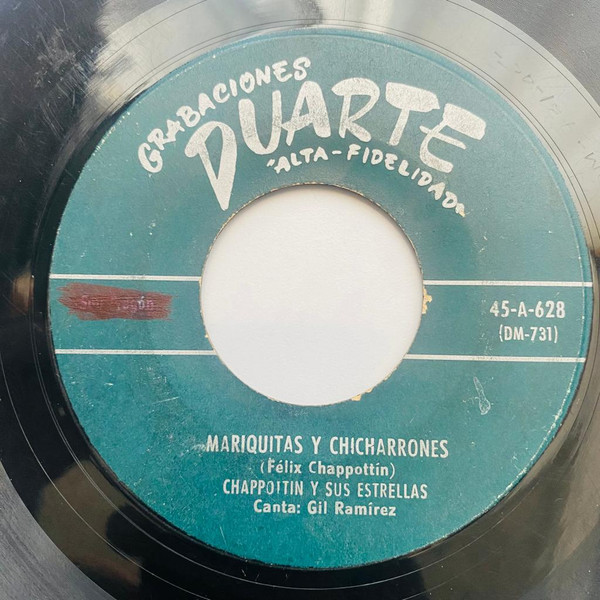 GRABACIONES
DUARTE
"ALTA-FIDELIDAD"
45-A-628
(DM-731)
MARIQUITAS Y CHICHARRONES
(Félix Chappottín)
CHAPPOTTIN Y SUS ESTRELLAS
Canta: Gil Ramírez